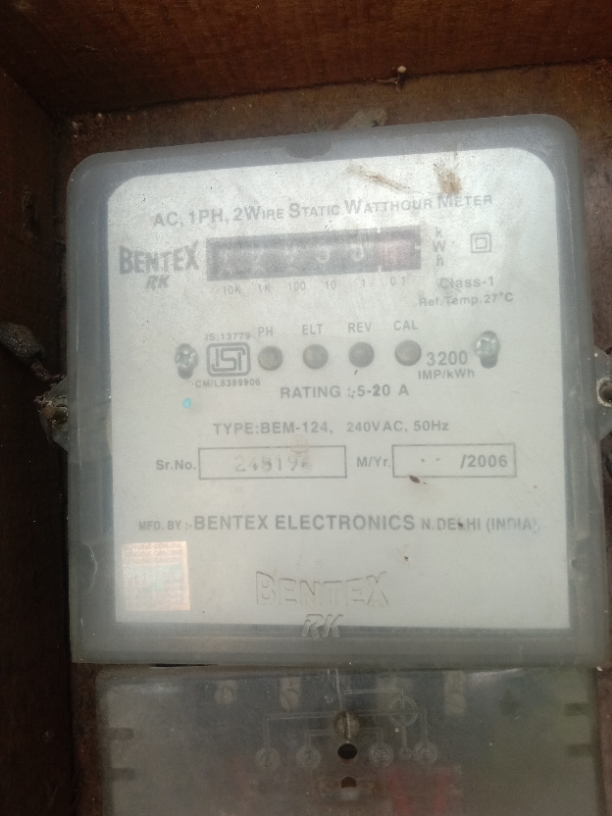 AC, 1PH, 2WIRE STATIC WATTHOUR METER
BENTEX
RK
k
W
h
10K 1K 100 10 1 0.1
Class-1
Ref. Temp. 27°C
IS:13779
PH ELT REV CAL
3200
IMP/kWh
RATING :-5-20 A
TYPE:BEM-124, 240VAC, 50Hz
Sr.No.
M/Yr. /2006
MFD. BY :- BENTEX ELECTRONICS N. DELHI (INDIA)
BENTEX
RK